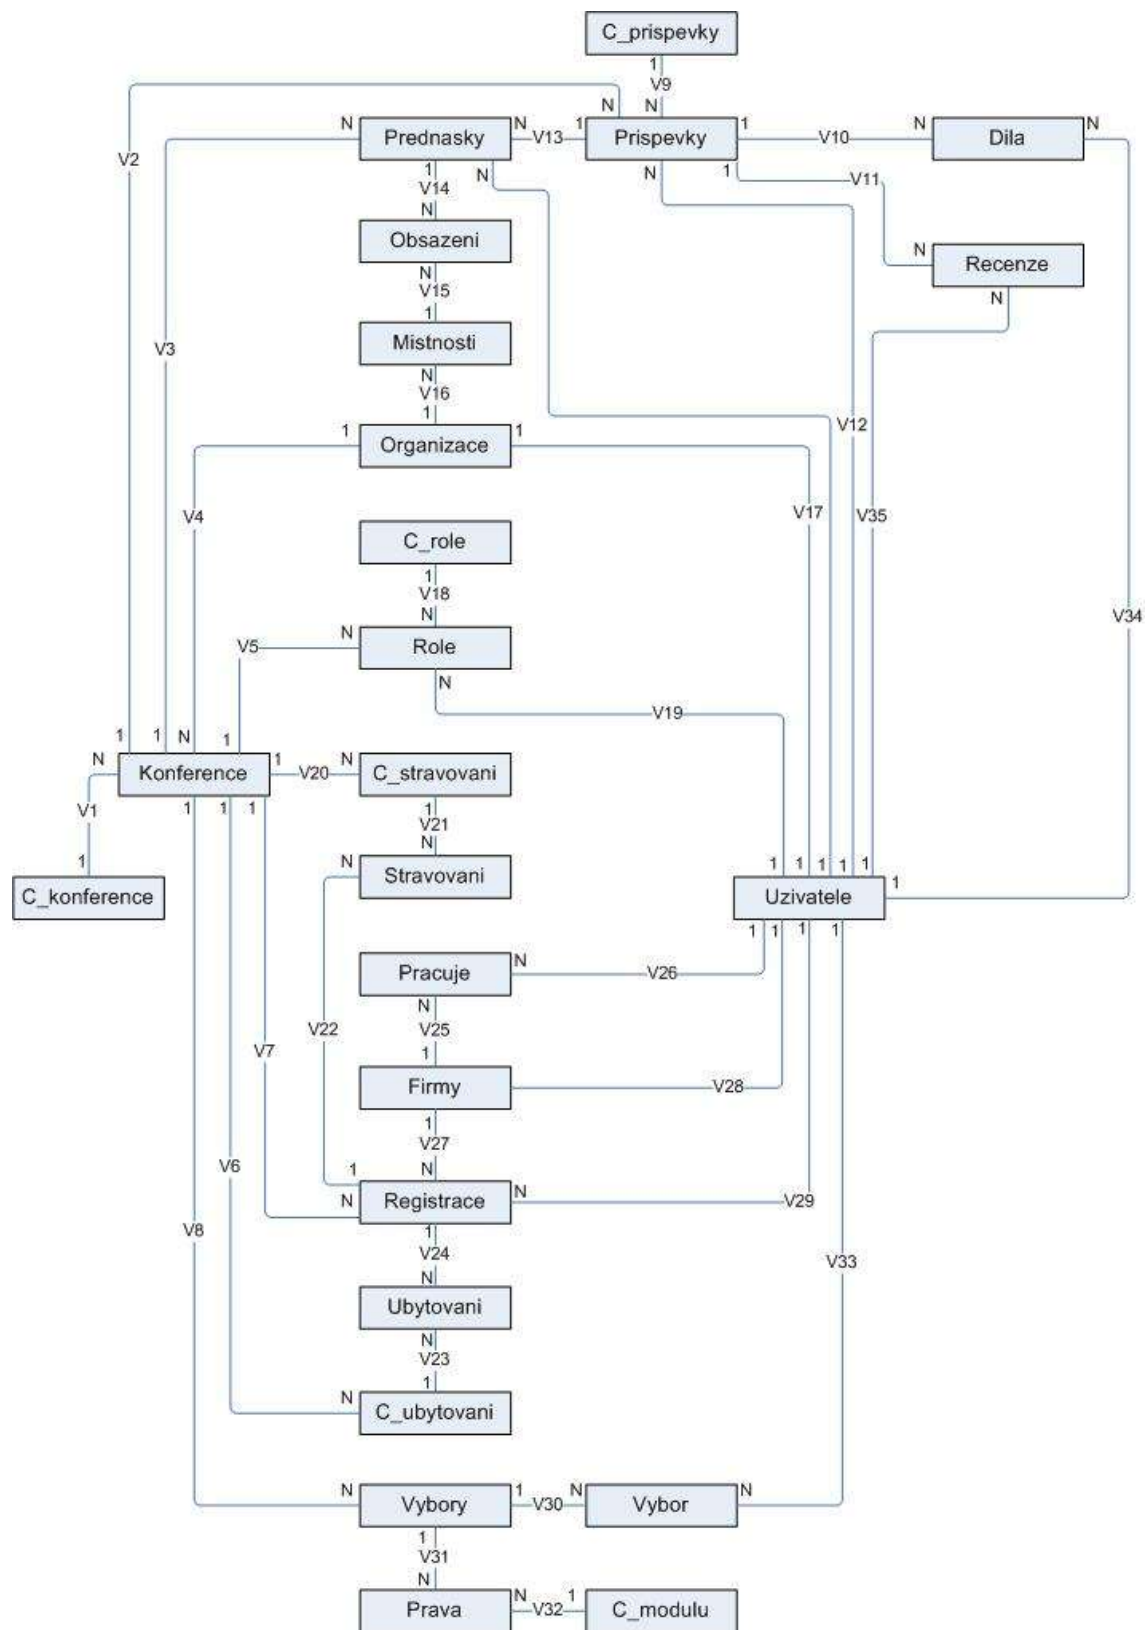 C_prispevky
1
V9
N N
V2
N Prednasky N V13 1 Prispevky 1 V10 N Dila N
1 N N 1 V11
V14
N
Obsazeni N Recenze
N N
V15
1
V3 Mistnosti
N
V16 V12
1
1 Organizace 1
V4 V17 V35
C_role
1
V18 V34
N
V5 N Role
N
V19
1 1 N 1
N Konference 1 V20 N C_stravovani
1 1 1 1
V1 V21
1 N 1 1 1 1 1
C_konference N Stravovani Uzivatele 1
1 1 1 1
Pracuje N V26
N
V22 V25
V7 1
Firmy V28
1
V27
V6 1 N
N Registrace N V29
V8 1
V24 V33
N
Ubytovani
N
V23
1
N C_ubytovani
N Vybory 1 V30 N Vybor N
1
V31
N
Prava N V32 1 C_modulu